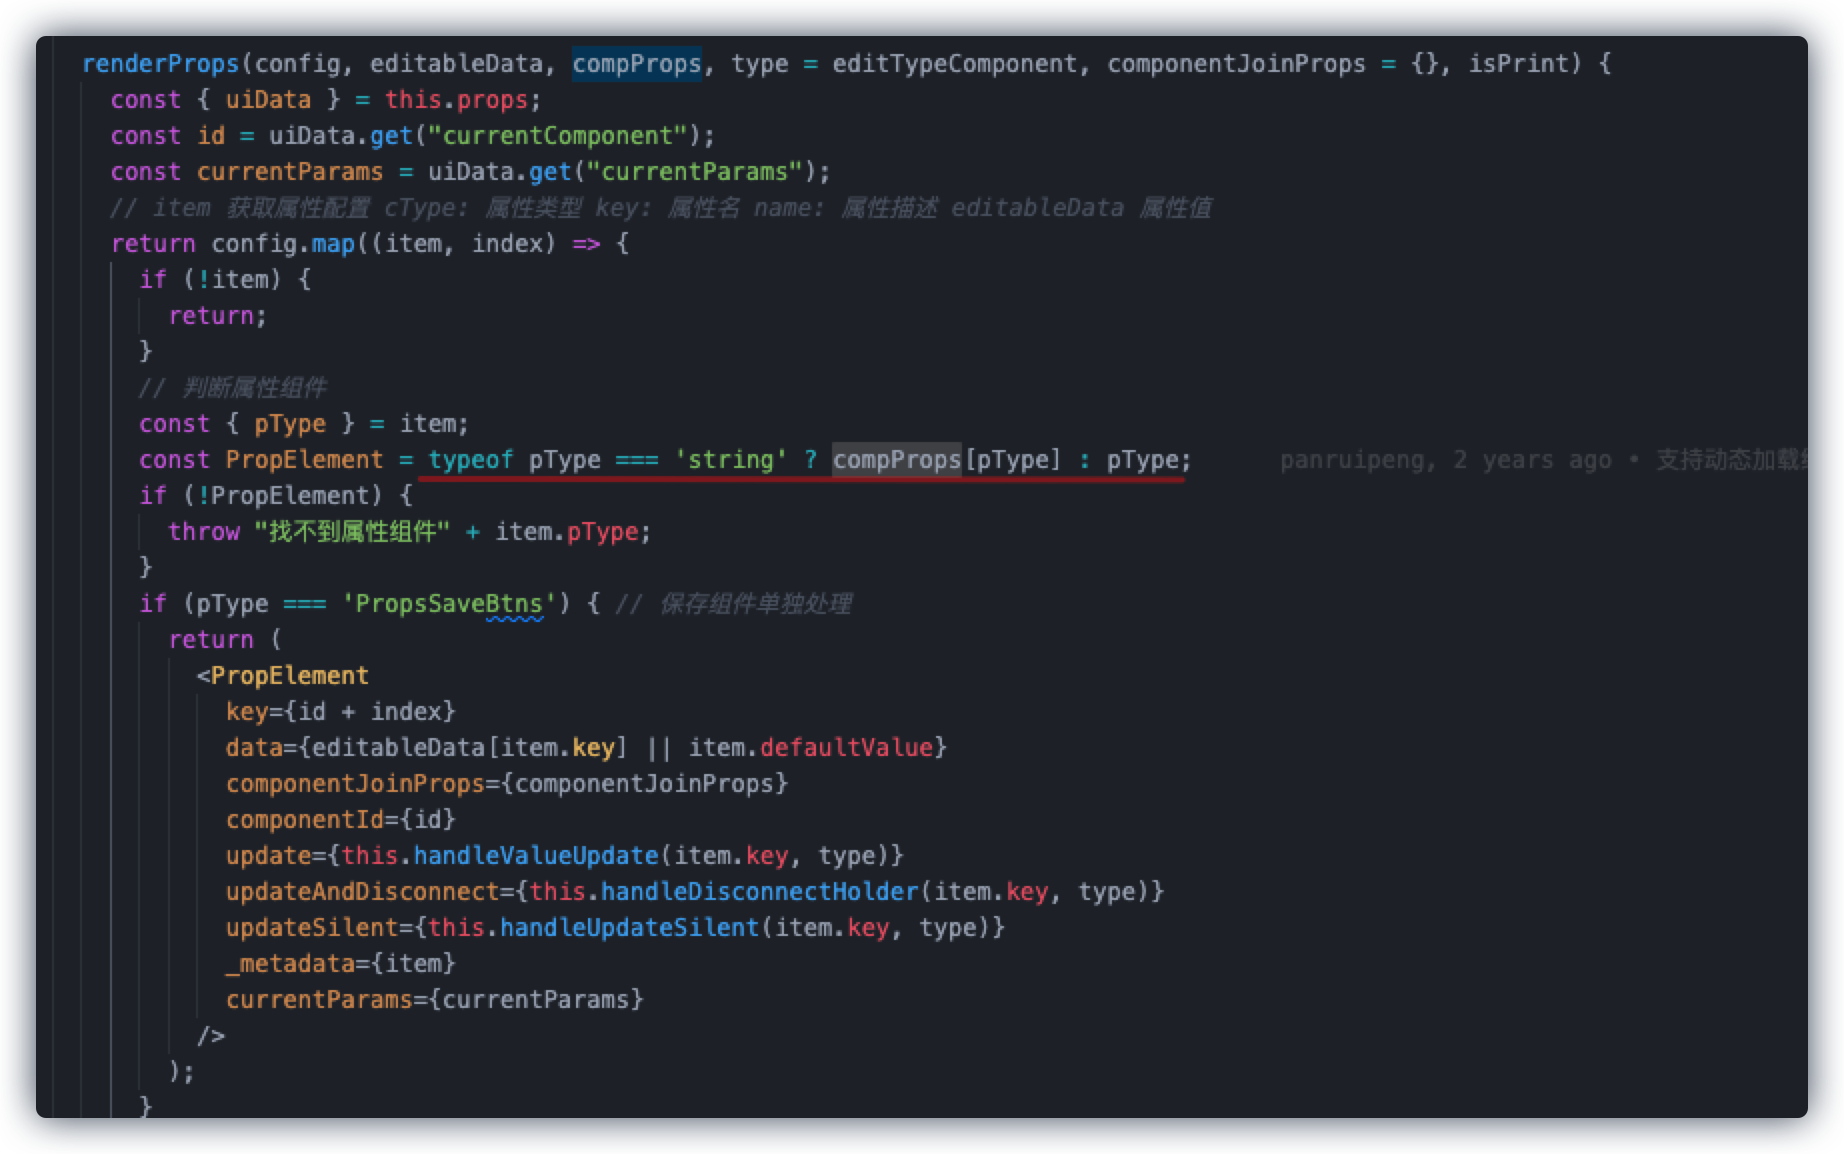 renderProps(config, editableData, compProps, type = editTypeComponent, componentJoinProps = {}, isPrint) {
const { uiData } = this.props;
const id = uiData.get("currentComponent");
const currentParams = uiData.get("currentParams");
// item 获取属性配置 cType: 属性类型 key: 属性名 name: 属性描述 editableData 属性值
return config.map((item, index) => {
if (!item) {
return;
}
// 判断属性组件
const { pType } = item;
const PropElement = typeof pType === 'string' ? compProps[pType] : pType; panruipeng, 2 years ago • 支持动态加载
if (!PropElement) {
throw "找不到属性组件" + item.pType;
}
if (pType === 'PropsSaveBtns') { // 保存组件单独处理
return (
<PropElement
key={id + index}
data={editableData[item.key] || item.defaultValue}
componentJoinProps={componentJoinProps}
componentId={id}
update={this.handleValueUpdate(item.key, type)}
updateAndDisconnect={this.handleDisconnectHolder(item.key, type)}
updateSilent={this.handleUpdateSilent(item.key, type)}
_metadata={item}
currentParams={currentParams}
/>
);
}